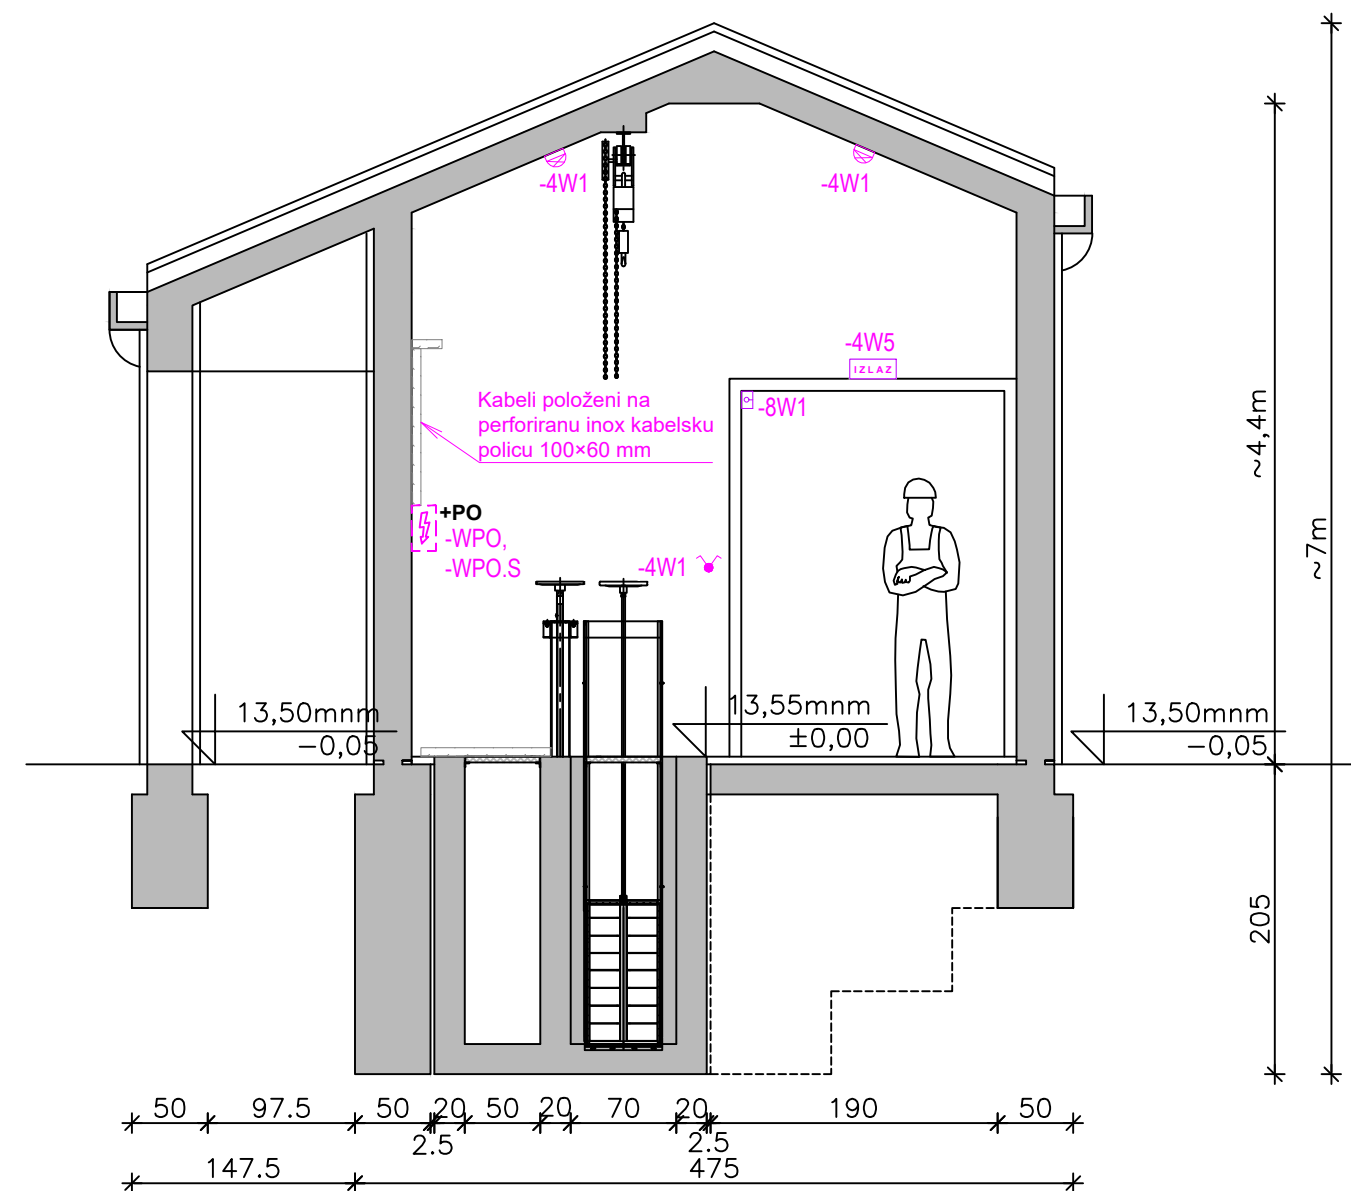 -4W1
-4W1
-4W5
IZLAZ
-8W1
Kabeli položeni na
perforiranu inox kabelsku
policu 100×60 mm
+PO
-WPO,
-WPO.S
-4W1
~4,4m
~7m
13,50mnm
-0,05
13,55mnm
±0,00
13,50mnm
-0,05
205
50 97.5 50 20 50 20 70 20 190 50
2.5 2.5
147.5 475